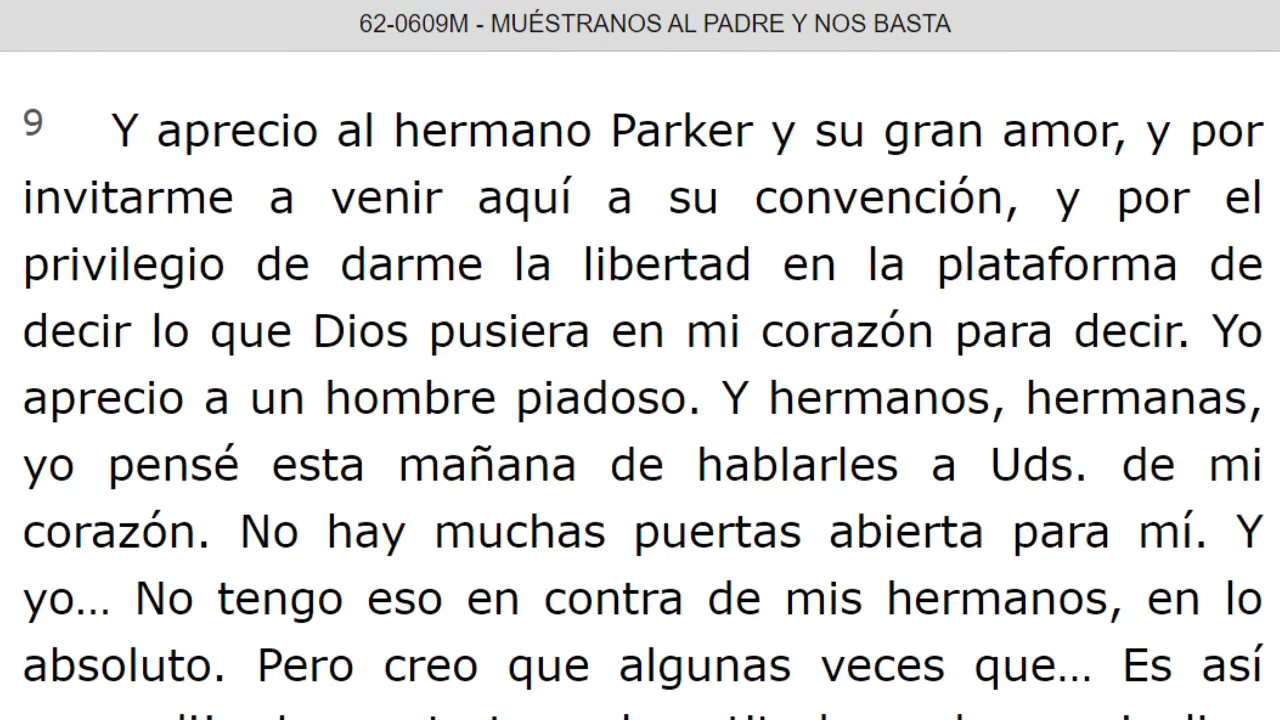 62-0609M - MUÉSTRANOS AL PADRE Y NOS BASTA
9 Y aprecio al hermano Parker y su gran amor, y por
invitarme a venir aquí a su convención, y por el
privilegio de darme la libertad en la plataforma de
decir lo que Dios pusiera en mi corazón para decir. Yo
aprecio a un hombre piadoso. Y hermanos, hermanas,
yo pensé esta mañana de hablarles a Uds. de mi
corazón. No hay muchas puertas abierta para mí. Y
yo... No tengo eso en contra de mis hermanos, en lo
absoluto. Pero creo que algunas veces que... Es así